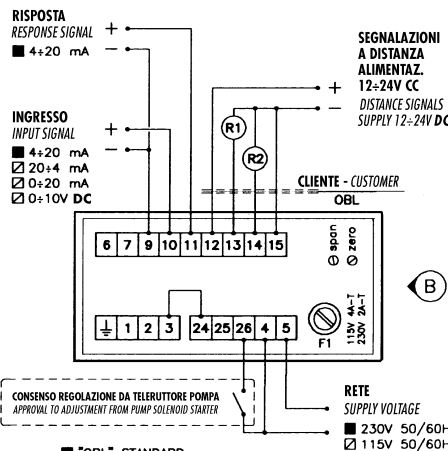 RISPOSTA
RESPONSE SIGNAL +
■ 4÷20 mA −
INGRESSO
INPUT SIGNAL +
■ 4÷20 mA −
☑ 20÷4 mA
☑ 0÷20 mA
☑ 0÷10V DC
SEGNALAZIONI
A DISTANZA
ALIMENTAZ.
+ 12÷24V CC
− DISTANCE SIGNALS
SUPPLY 12÷24V DC
R1
R2
CLIENTE - CUSTOMER
OBL
6 7 8 9 10 11 12 13 14 15
span
zero
B
1 2 3 24 25 26 4 5
F1
115V 4A-T
230V 2A-T
CONSENSO REGOLAZIONE DA TELERUTTORE POMPA
APPROVAL TO ADJUSTMENT FROM PUMP SOLENOID STARTER
RETE
SUPPLY VOLTAGE
■ 230V 50/60H
☑ 115V 50/60H
■ "OBL" STANDARD